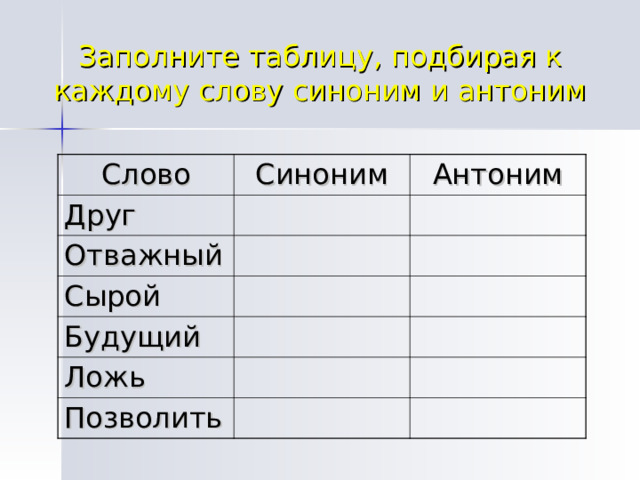 Заполните таблицу, подбирая к
каждому слову синоним и антоним
Слово Синоним Антоним
Друг
Отважный
Сырой
Будущий
Ложь
Позволить